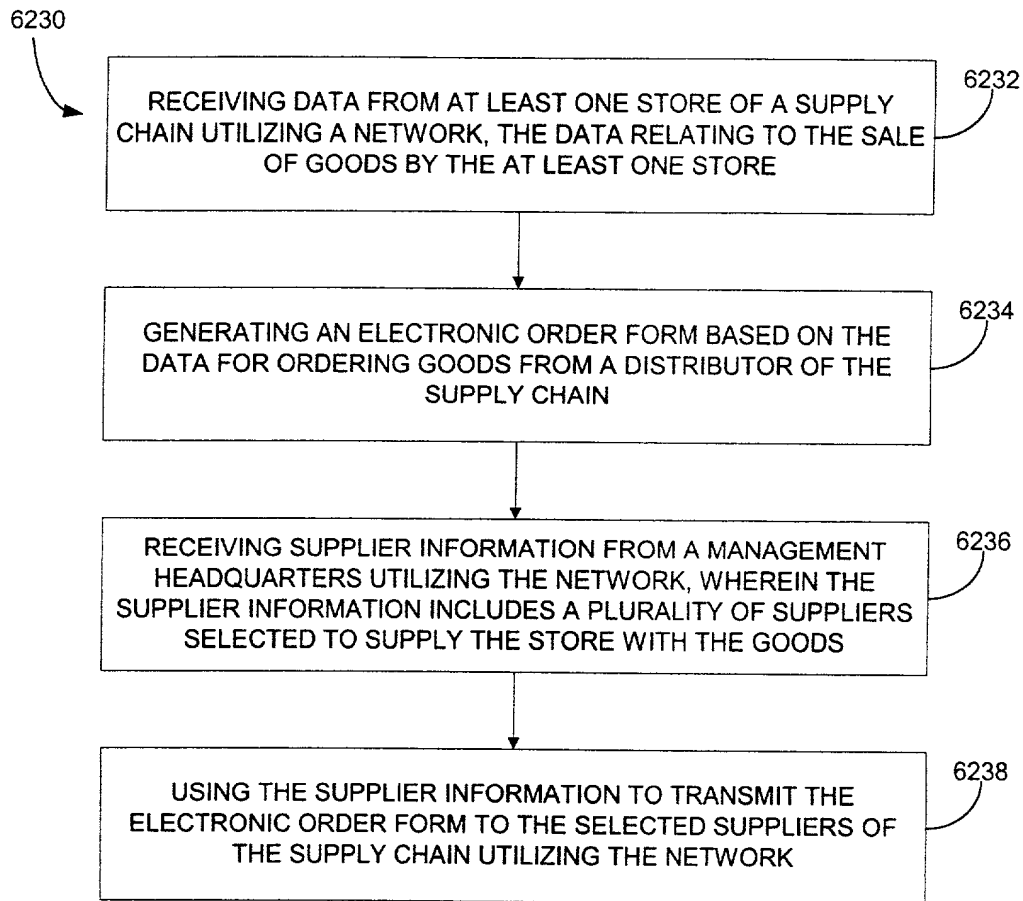 6230
RECEIVING DATA FROM AT LEAST ONE STORE OF A SUPPLY
CHAIN UTILIZING A NETWORK, THE DATA RELATING TO THE SALE
OF GOODS BY THE AT LEAST ONE STORE
6232
GENERATING AN ELECTRONIC ORDER FORM BASED ON THE
DATA FOR ORDERING GOODS FROM A DISTRIBUTOR OF THE
SUPPLY CHAIN
6234
RECEIVING SUPPLIER INFORMATION FROM A MANAGEMENT
HEADQUARTERS UTILIZING THE NETWORK, WHEREIN THE
SUPPLIER INFORMATION INCLUDES A PLURALITY OF SUPPLIERS
SELECTED TO SUPPLY THE STORE WITH THE GOODS
6236
USING THE SUPPLIER INFORMATION TO TRANSMIT THE
ELECTRONIC ORDER FORM TO THE SELECTED SUPPLIERS OF
THE SUPPLY CHAIN UTILIZING THE NETWORK
6238